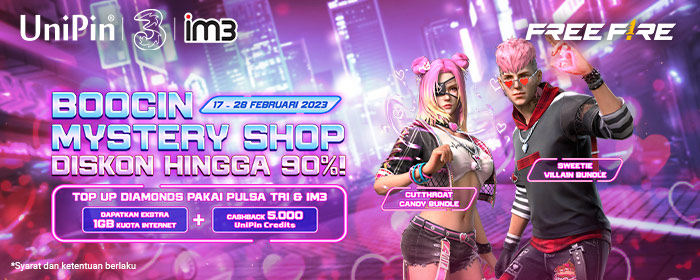 UniPin 3 im3
FREE FIRE
BOOCIN
17 - 28 FEBRUARI 2023
MYSTERY SHOP
DISKON HINGGA 90%!
TOP UP DIAMONDS PAKAI PULSA TRI & IM3
DAPATKAN EKSTRA
1GB KUOTA INTERNET
+
CASHBACK 5.000
UniPin Credits
CUTTHROAT
CANDY BUNDLE
SWEETIE
VILLAIN BUNDLE
*Syarat dan ketentuan berlaku